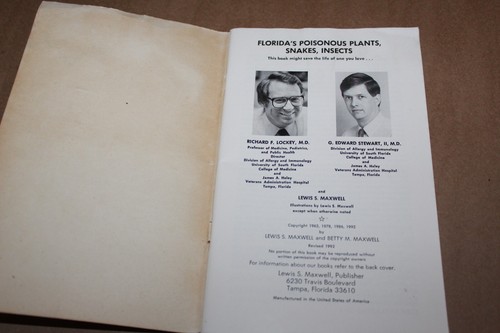 FLORIDA'S POISONOUS PLANTS,
SNAKES, INSECTS
This book might save the life of one you love . . .
RICHARD F. LOCKEY, M.D.
Professor of Medicine, Pediatrics,
and Public Health
Director
Division of Allergy and Immunology
University of South Florida
College of Medicine
and
James A. Haley
Veterans Administration Hospital
Tampa, Florida
G. EDWARD STEWART, II, M.D.
Division of Allergy and Immunology
University of South Florida
College of Medicine
and
James A. Haley
Veterans Administration Hospital
Tampa, Florida
and
LEWIS S. MAXWELL
Illustrations by Lewis S. Maxwell
except when otherwise noted
Copyright 1960, 1978, 1986, 1992
by
LEWIS S. MAXWELL and BETTY M. MAXWELL
Revised 1992
No portion of this book may be reproduced without
written permission of the copyright owners
For information about our books refer to the back cover.
Lewis S. Maxwell, Publisher
6230 Travis Boulevard
Tampa, Florida 33610
Manufactured in the United States of America